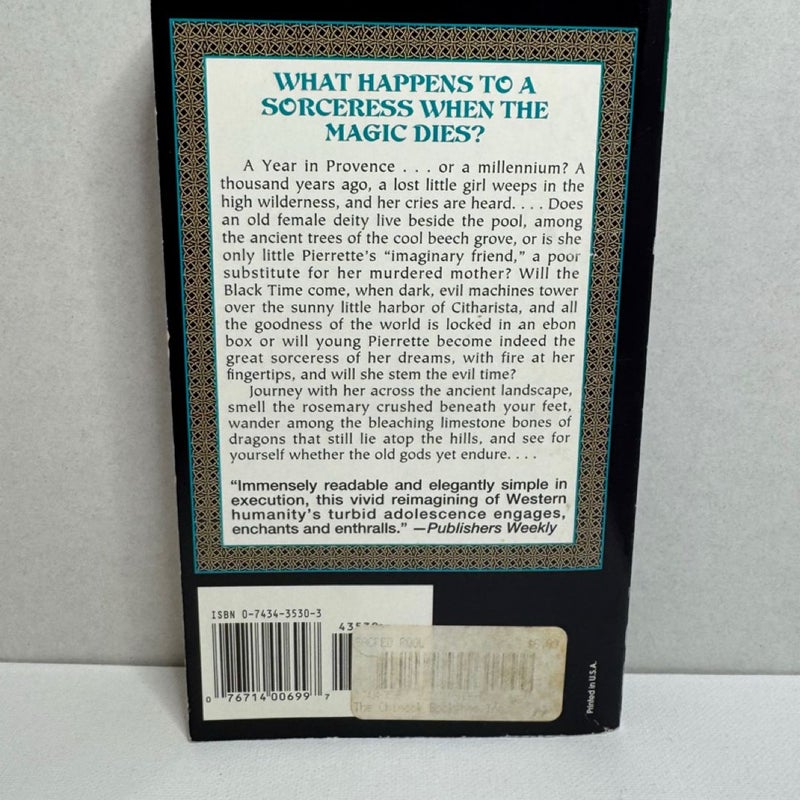 WHAT HAPPENS TO A
SORCERESS WHEN THE
MAGIC DIES?
A Year in Provence . . . or a millennium? A
thousand years ago, a lost little girl weeps in the
high wilderness, and her cries are heard. . . . Does
an old female deity live beside the pool, among
the ancient trees of the cool beech grove, or is she
only little Pierrette's “imaginary friend,” a poor
substitute for her murdered mother? Will the
Black Time come, when dark, evil machines tower
over the sunny little harbor of Citharista, and all
the goodness of the world is locked in an ebon
box or will young Pierrette become indeed the
great sorceress of her dreams, with fire at her
fingertips, and will she stem the evil time?
Journey with her across the ancient landscape,
smell the rosemary crushed beneath your feet,
wander among the bleaching limestone bones of
dragons that still lie atop the hills, and see for
yourself whether the old gods yet endure. . . .
“Immensely readable and elegantly simple in
execution, this vivid reimagining of Western
humanity's turbid adolescence engages,
enchants and enthralls.” —Publishers Weekly
ISBN 0-7434-3530-3
0 76714 00699 7
SACRED POOL
The Chinook Bookshop
Printed in U.S.A.